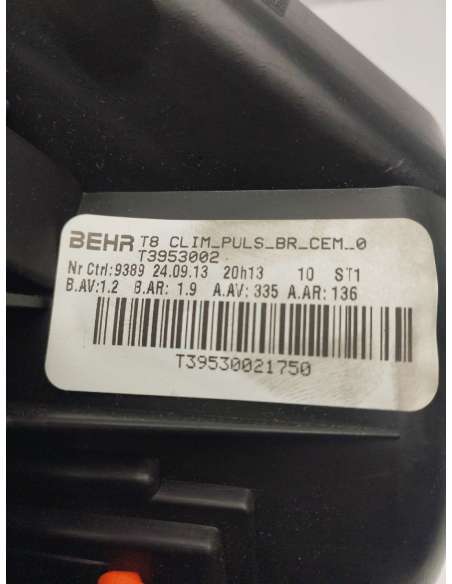 BEHR T8 CLIM_PULS_BR_CEM_0
T3953002
Nr Ctrl:9389 24.09.13 20h13 10 ST1
B.AV:1.2 B.AR: 1.9 A.AV: 335 A.AR: 136
T39530021750